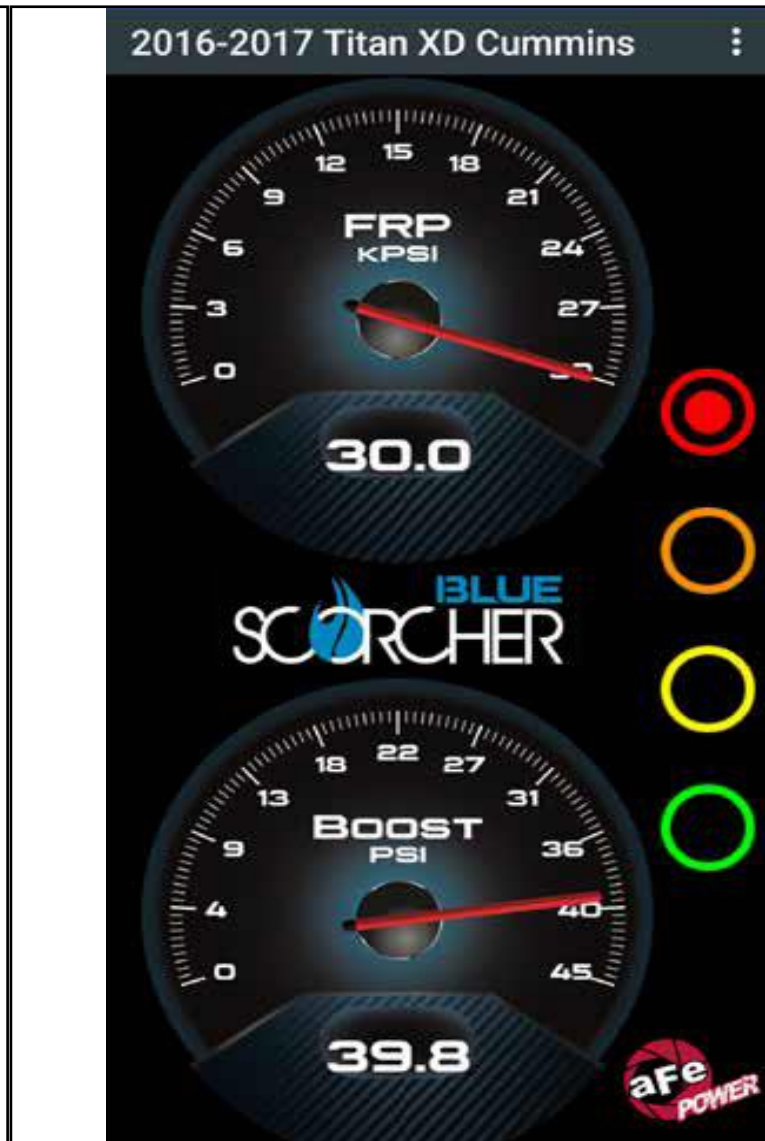 2016-2017 Titan XD Cummins
15
12 18
9 21
FRP
KPSI
6 24
3 27
0 30
30.0
BLUE
SCORCHER
22
18 27
13 31
BOOST
PSI
9 36
4 40
0 45
39.8
aFe
POWER